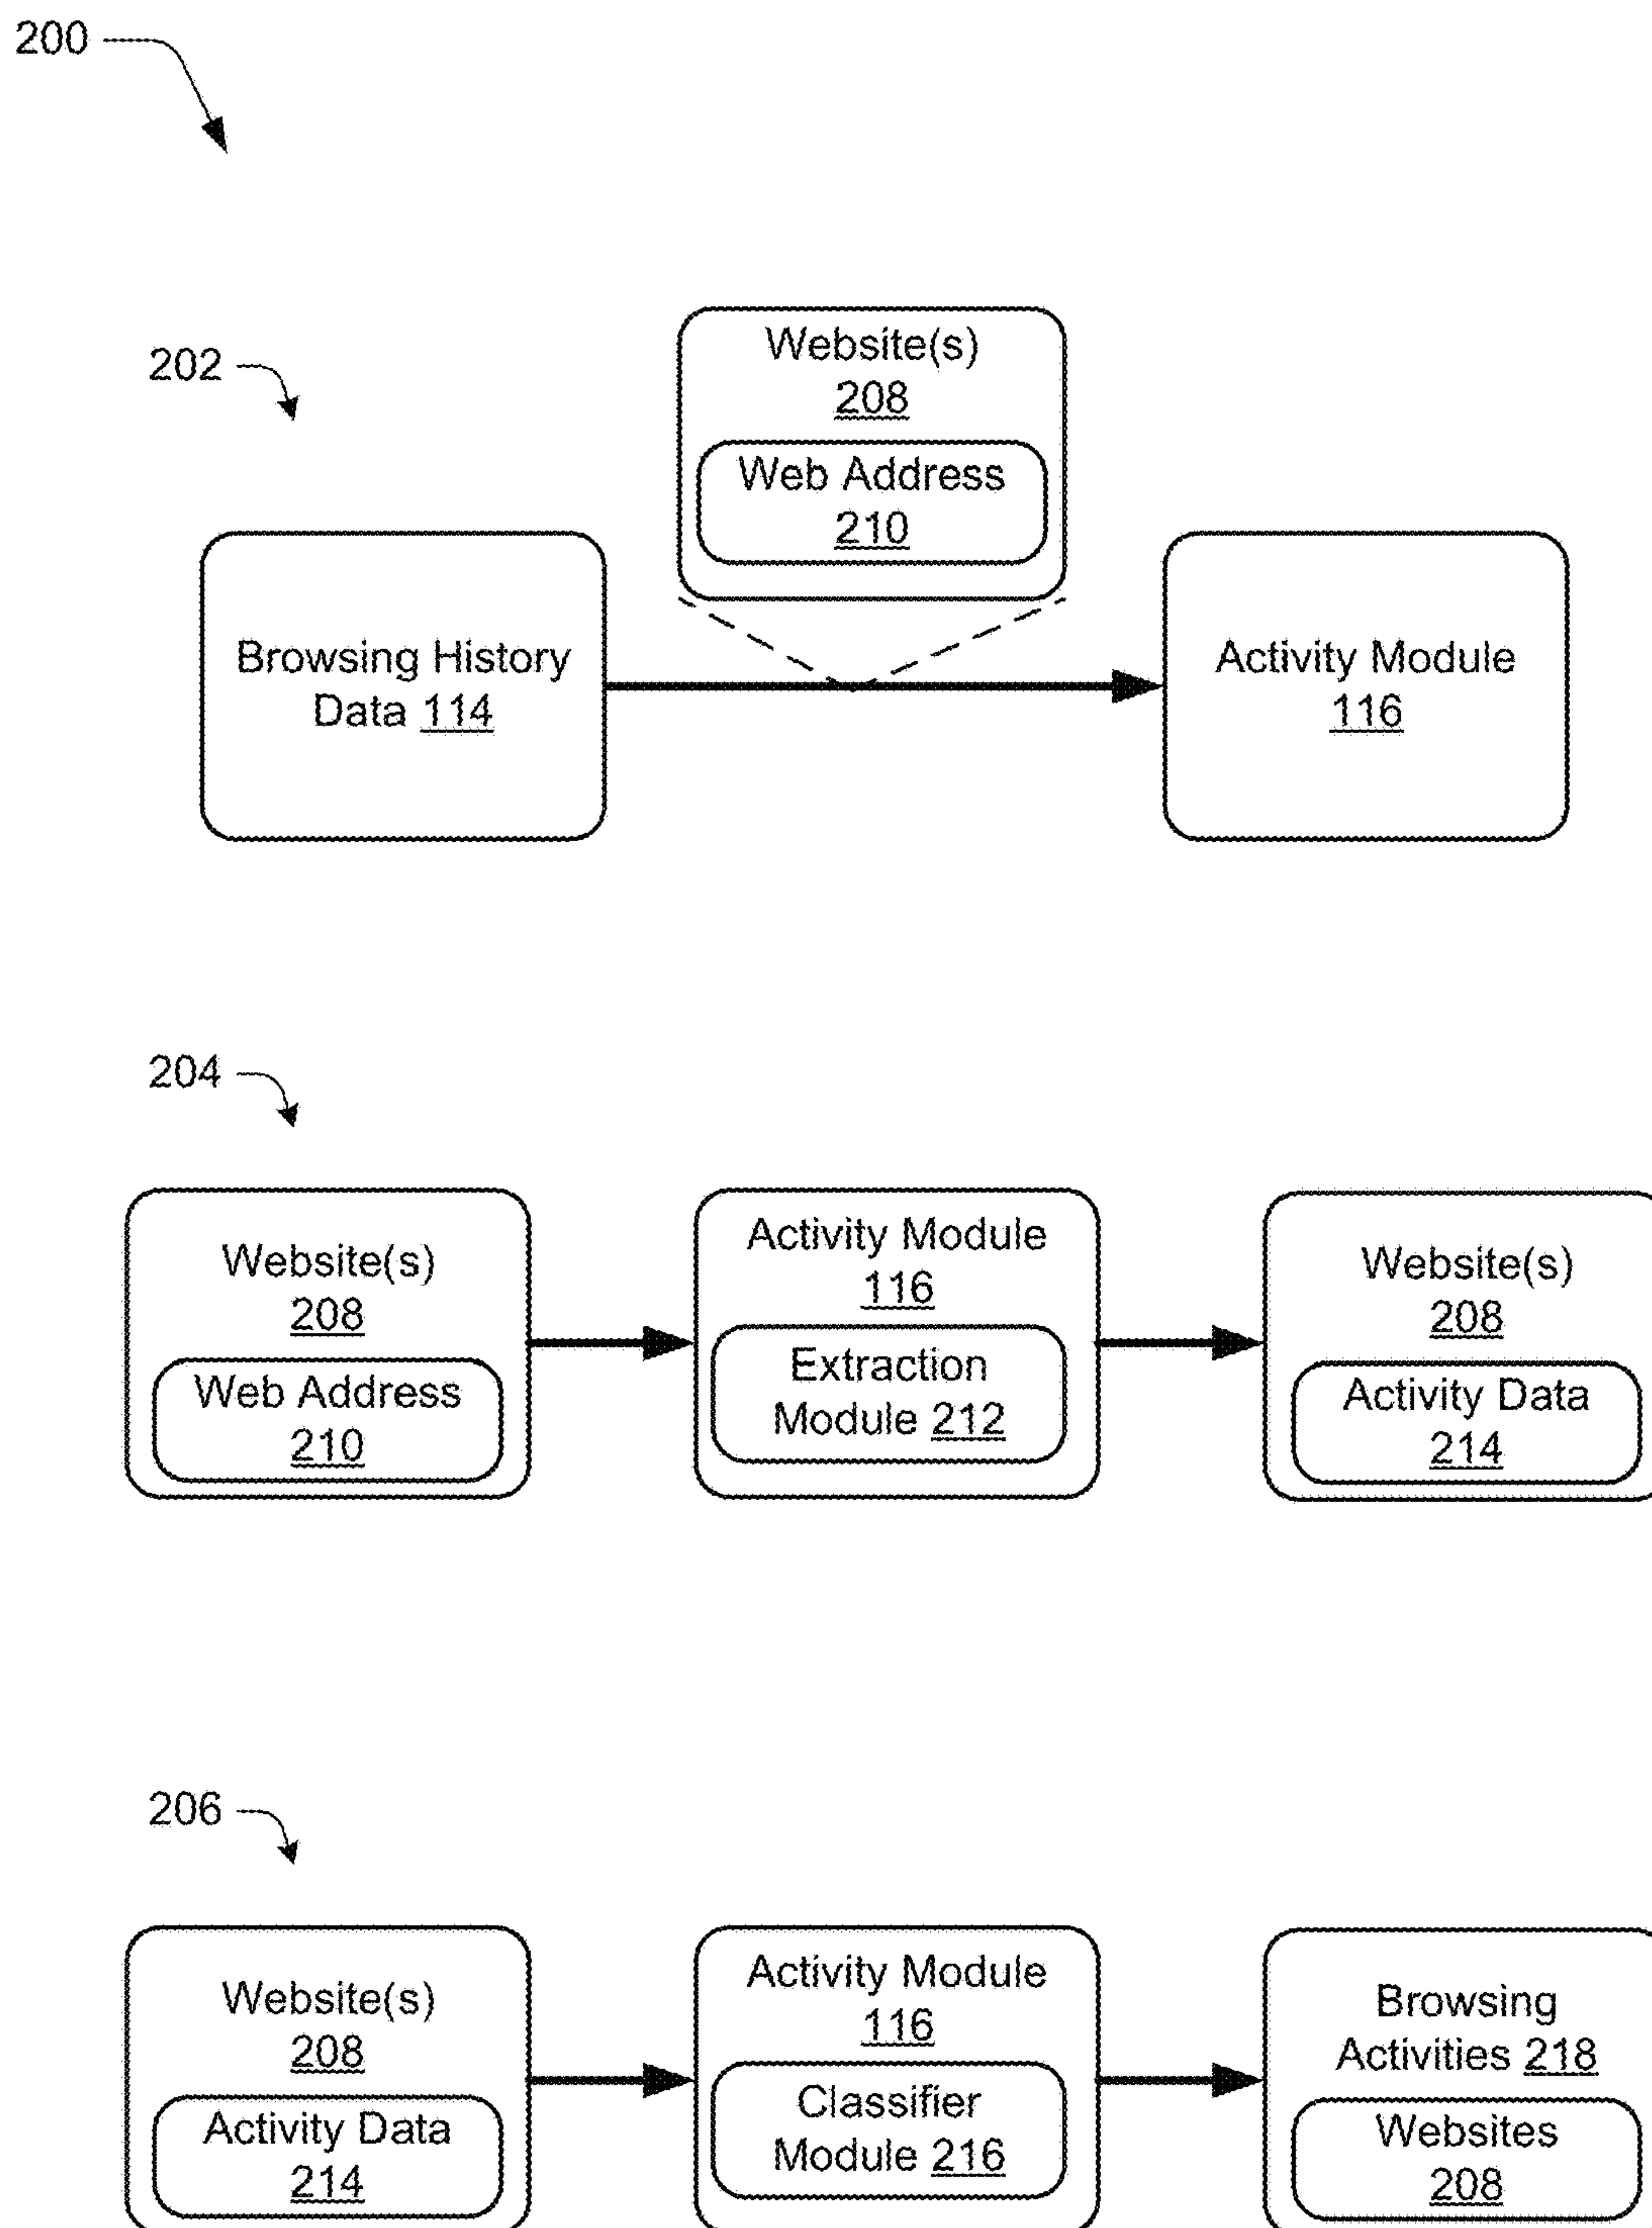 200
202
Website(s)
208
Web Address
210
Browsing History
Data 114
Activity Module
116
204
Website(s)
208
Web Address
210
Activity Module
116
Extraction
Module 212
Website(s)
208
Activity Data
214
206
Website(s)
208
Activity Data
214
Activity Module
116
Classifier
Module 216
Browsing
Activities 218
Websites
208